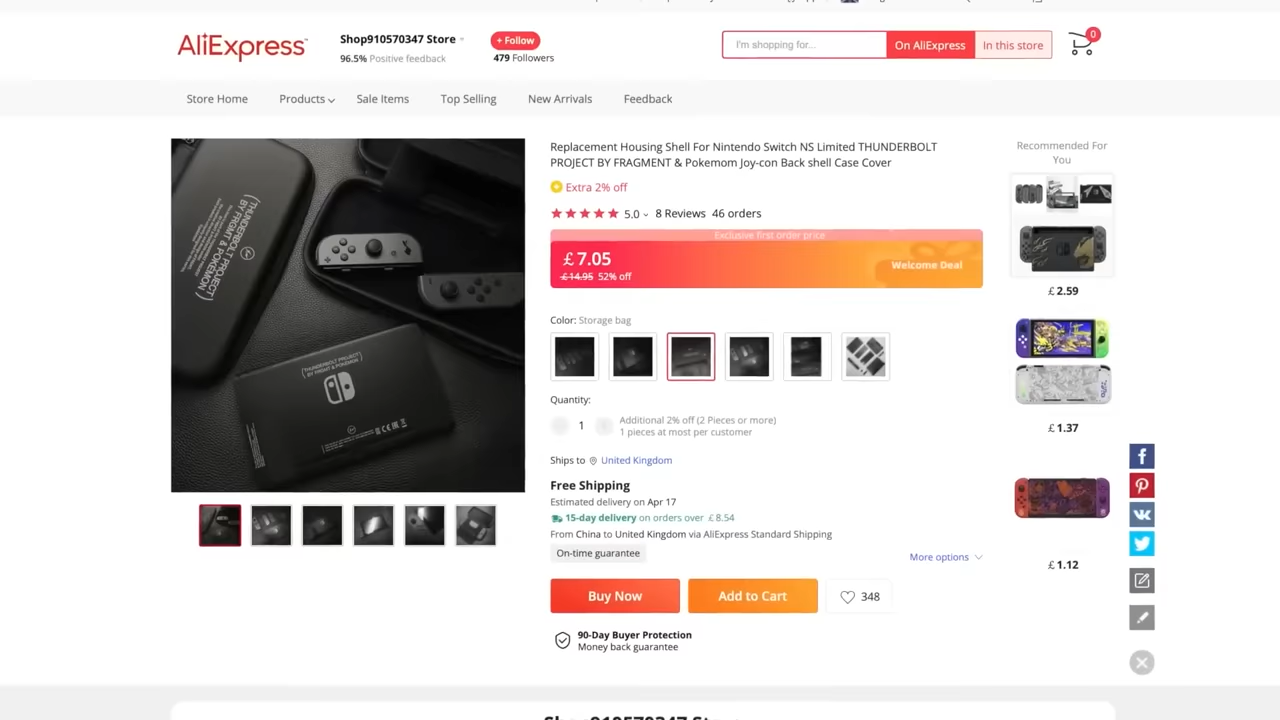 AliExpress
Shop910570347 Store
96.5% Positive feedback
+ Follow
479 Followers
I'm shopping for...
On AliExpress
In this store
0
Store Home
Products
Sale Items
Top Selling
New Arrivals
Feedback
Replacement Housing Shell For Nintendo Switch NS Limited THUNDERBOLT
PROJECT BY FRAGMENT & Pokemom Joy-con Back shell Case Cover
Extra 2% off
5.0
8 Reviews
46 orders
Exclusive first order price
£7.05
£14.95 52% off
Welcome Deal
Color: Storage bag
Quantity:
1
Additional 2% off (2 Pieces or more)
1 pieces at most per customer
Ships to United Kingdom
Free Shipping
Estimated delivery on Apr 17
15-day delivery on orders over £8.54
From China to United Kingdom via AliExpress Standard Shipping
On-time guarantee
More options
Buy Now
Add to Cart
348
90-Day Buyer Protection
Money back guarantee
Recommended For
You
£2.59
£1.37
£1.12
(THUNDERBOLT PROJECT
BY FRGMT & POKÉMON)
(THUNDERBOLT PROJECT
BY FRGMT & POKÉMON)